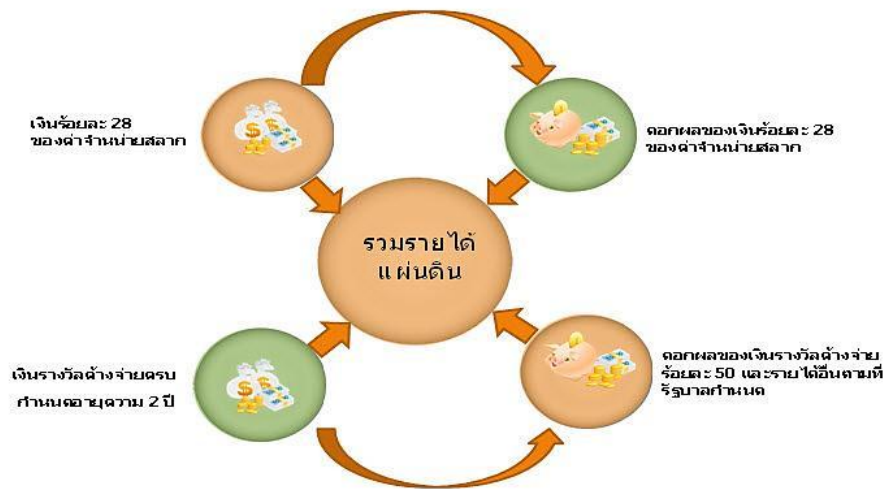 เงินร้อยละ 28
ของค่าจำหน่ายสลาก
ดอกผลของเงินร้อยละ 28
ของค่าจำหน่ายสลาก
รวมรายได้
แผ่นดิน
เงินรางวัลค้างจ่ายครบ
กำหนดอายุความ 2 ปี
ดอกผลของเงินรางวัลค้างจ่าย
ร้อยละ 50 และรายได้อื่นตามที่
รัฐบาลกำหนด